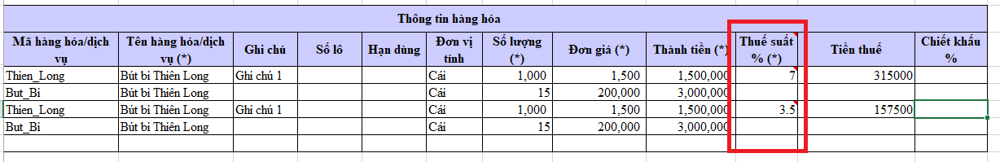 Thông tin hàng hóa
Mã hàng hóa/dịch vụ Tên hàng hóa/dịch vụ (*) Ghi chú Số lô Hạn dùng Đơn vị tính Số lượng (*) Đơn giá (*) Thành tiền (*) Thuế suất % (*) Tiền thuế Chiết khấu %
Thien_Long Bút bi Thiên Long Ghi chú 1 Cái 1,000 1,500 1,500,000 7 315000
But_Bi Bút bi Thiên Long Cái 15 200,000 3,000,000
Thien_Long Bút bi Thiên Long Ghi chú 1 Cái 1,000 1,500 1,500,000 3.5 157500
But_Bi Bút bi Thiên Long Cái 15 200,000 3,000,000